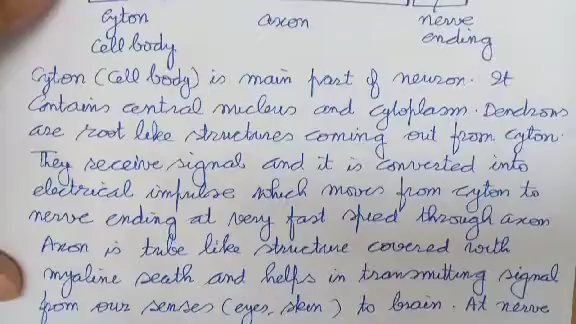 Cyton axon nerve
cell body ending
Cyton (cell body) is main part of neuron. It
contains central nucleus and cytoplasm. Dendrons
are root like structures coming out from cyton.
They receive signal and it is converted into
electrical impulse which moves from cyton to
nerve ending at very fast speed through axon
Axon is tube like structure covered with
myaline seath and helps in transmitting signal
from our senses (eyes, skin) to brain. At nerve